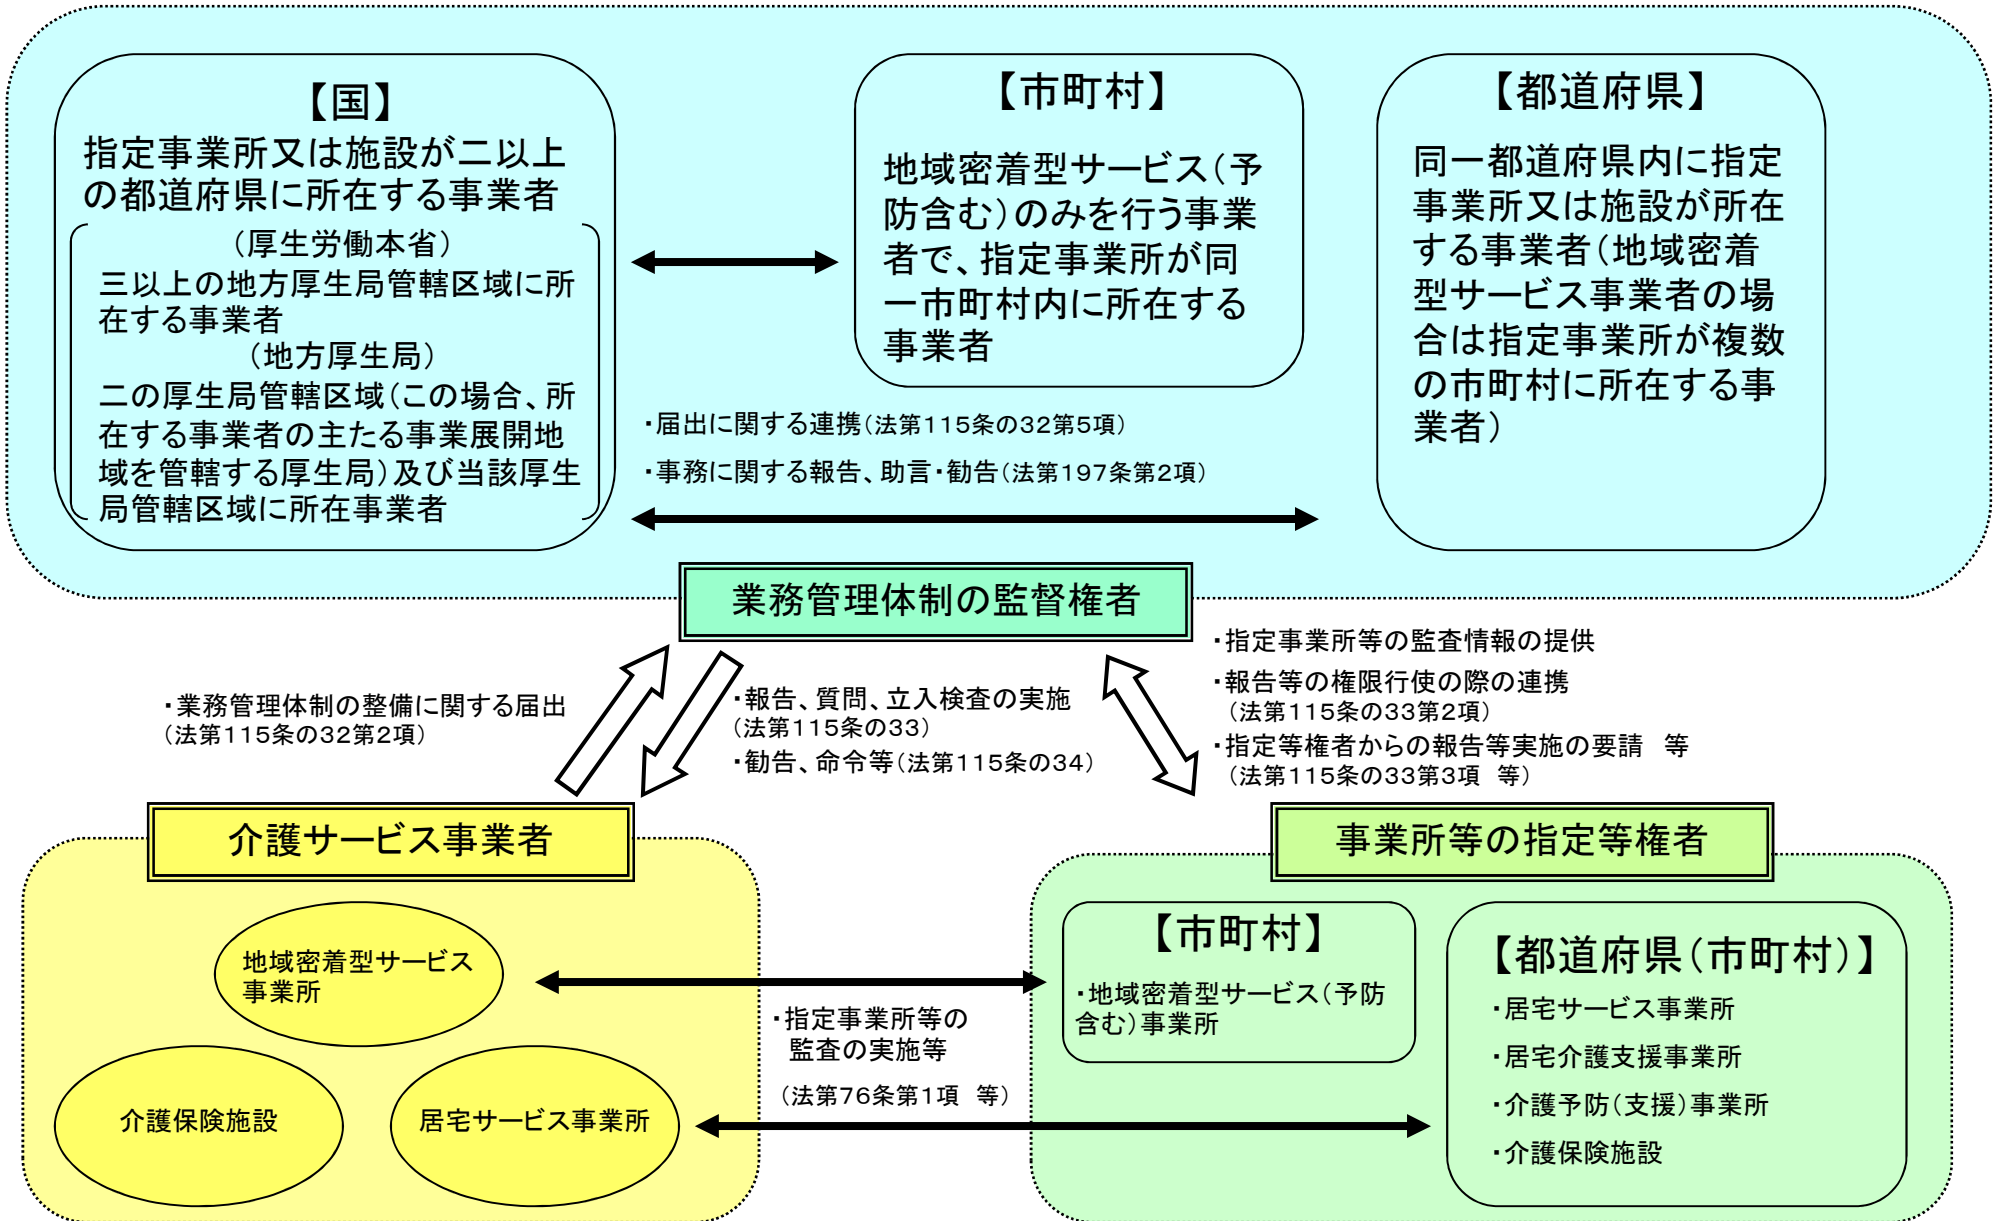 【国】
指定事業所又は施設が二以上
の都道府県に所在する事業者
（厚生労働本省）
三以上の地方厚生局管轄区域に所
在する事業者
（地方厚生局）
二の厚生局管轄区域（この場合、所
在する事業者の主たる事業展開地
域を管轄する厚生局）及び当該厚生
局管轄区域に所在事業者
【市町村】
地域密着型サービス（予
防含む）のみを行う事業
者で、指定事業所が同
一市町村内に所在する
事業者
【都道府県】
同一都道府県内に指定
事業所又は施設が所在
する事業者（地域密着
型サービス事業者の場
合は指定事業所が複数
の市町村に所在する事
業者）
・届出に関する連携（法第115条の32第5項）
・事務に関する報告、助言・勧告（法第197条第2項）
業務管理体制の監督権者
・業務管理体制の整備に関する届出
（法第115条の32第2項）
・報告、質問、立入検査の実施
（法第115条の33）
・勧告、命令等（法第115条の34）
・指定事業所等の監査情報の提供
・報告等の権限行使の際の連携
（法第115条の33第2項）
・指定等権者からの報告等実施の要請　等
（法第115条の33第3項　等）
介護サービス事業者
地域密着型サービス
事業所
介護保険施設
居宅サービス事業所
・指定事業所等の
監査の実施等
（法第76条第1項　等）
事業所等の指定等権者
【市町村】
・地域密着型サービス（予防
含む）事業所
【都道府県（市町村）】
・居宅サービス事業所
・居宅介護支援事業所
・介護予防（支援）事業所
・介護保険施設